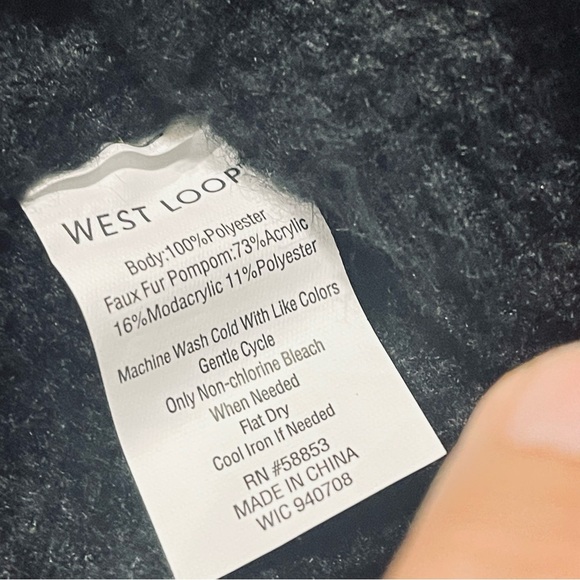 WEST LOOP
Body:100%Polyester
Faux Fur Pompom:73%Acrylic
16%Modacrylic 11%Polyester
Machine Wash Cold With Like Colors
Gentle Cycle
Only Non-chlorine Bleach
When Needed
Flat Dry
Cool Iron If Needed
RN #58853
MADE IN CHINA
WIC 940708